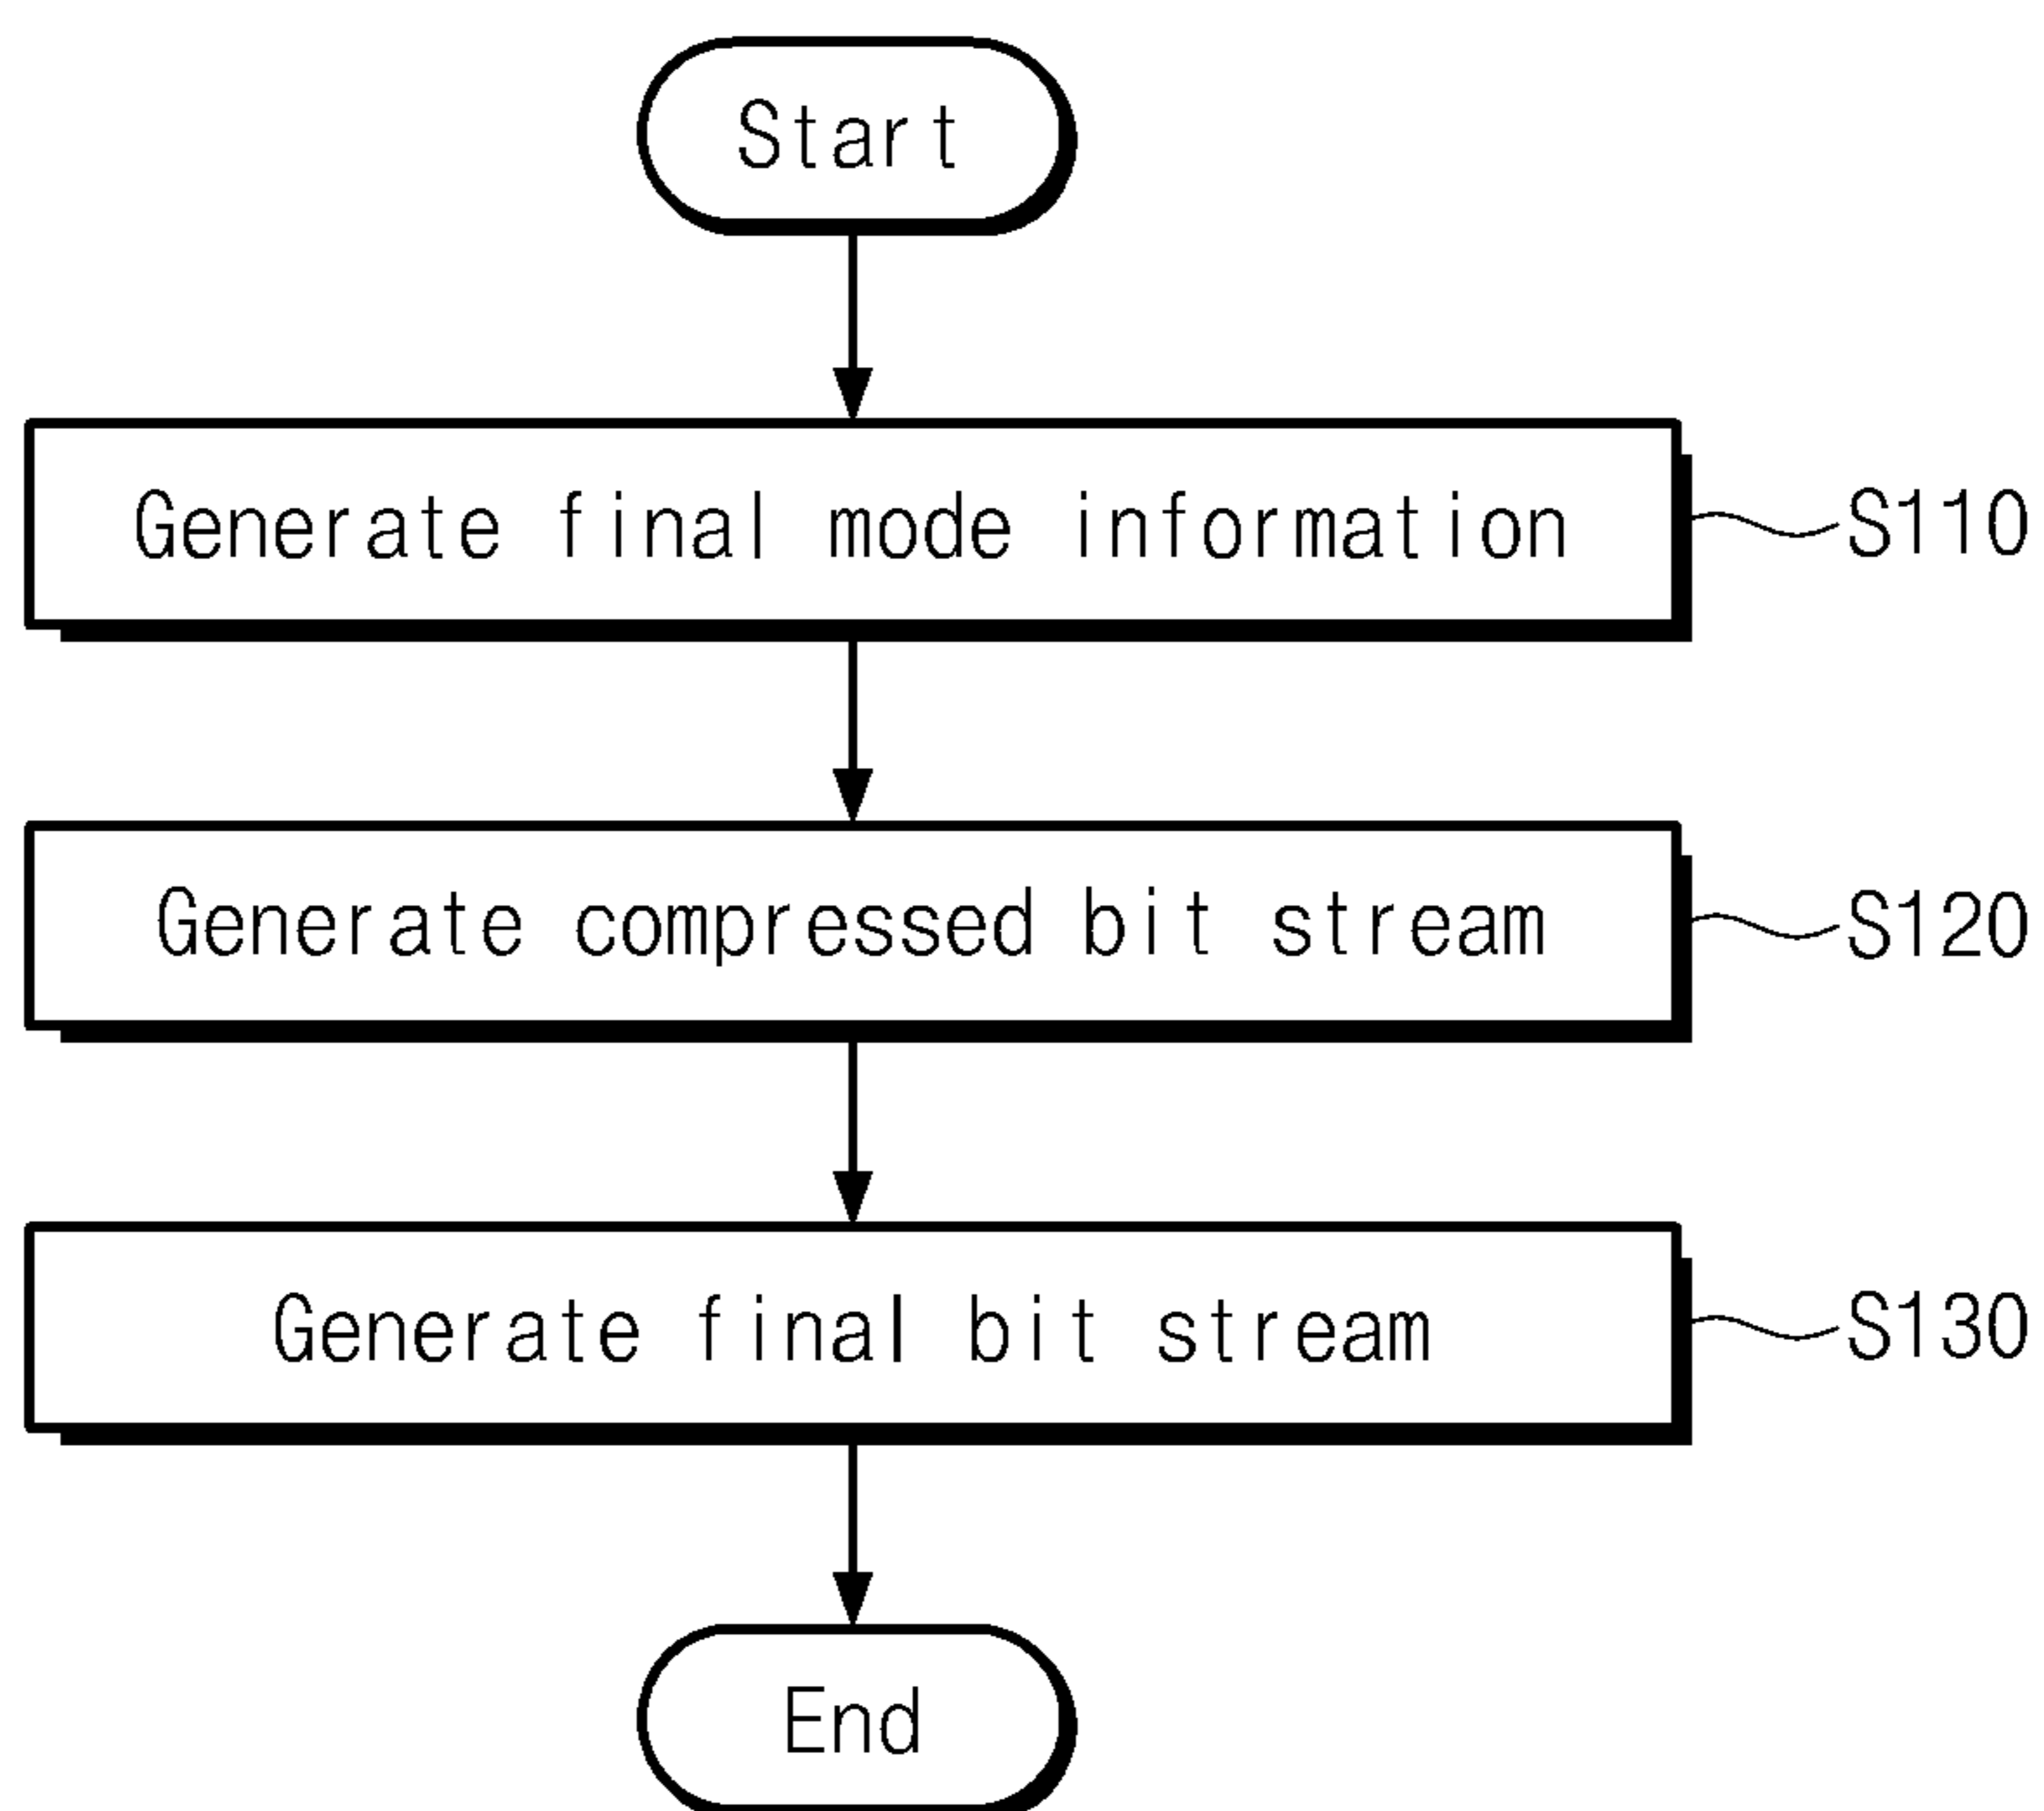 Start
Generate final mode information
S110
Generate compressed bit stream
S120
Generate final bit stream
S130
End